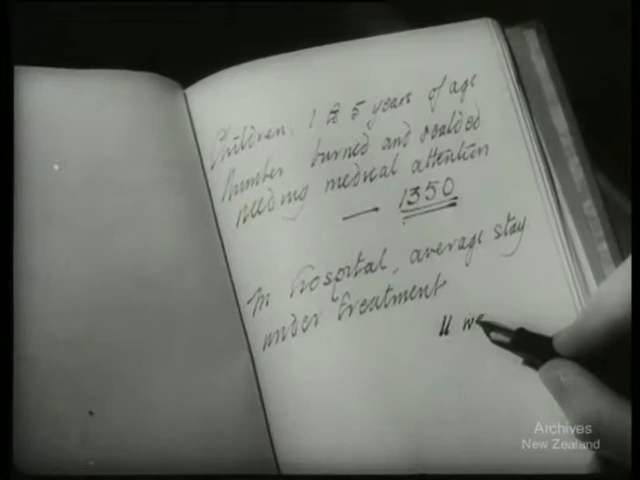 Children, 1 to 5 years of age
Number burned and scalded
needing medical attention
— 1350
In hospital, average stay
under treatment
11 we
Archives
New Zealand